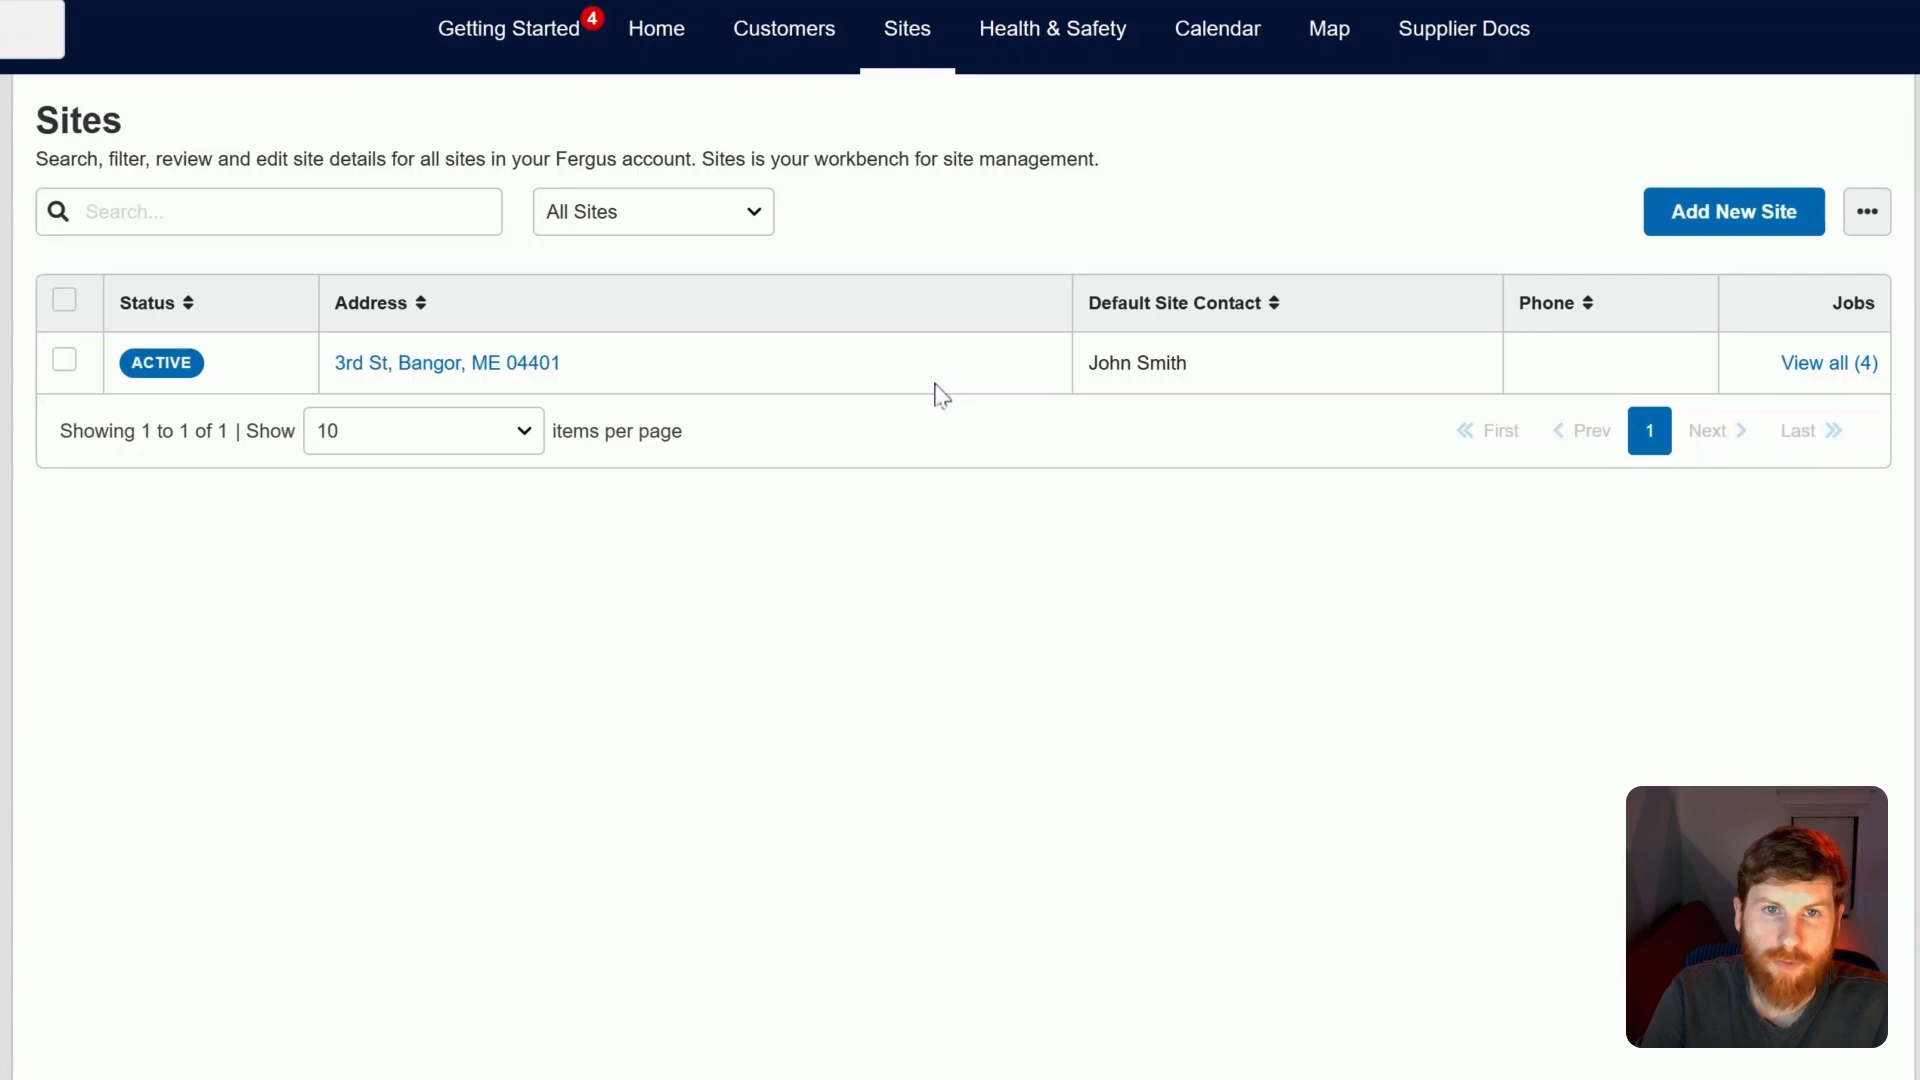 Getting Started 4 Home Customers Sites Health & Safety Calendar Map Supplier Docs
Sites
Search, filter, review and edit site details for all sites in your Fergus account. Sites is your workbench for site management.
Search... All Sites Add New Site •••
Status Address Default Site Contact Phone Jobs
ACTIVE 3rd St, Bangor, ME 04401 John Smith View all (4)
Showing 1 to 1 of 1 | Show 10 items per page First Prev 1 Next Last